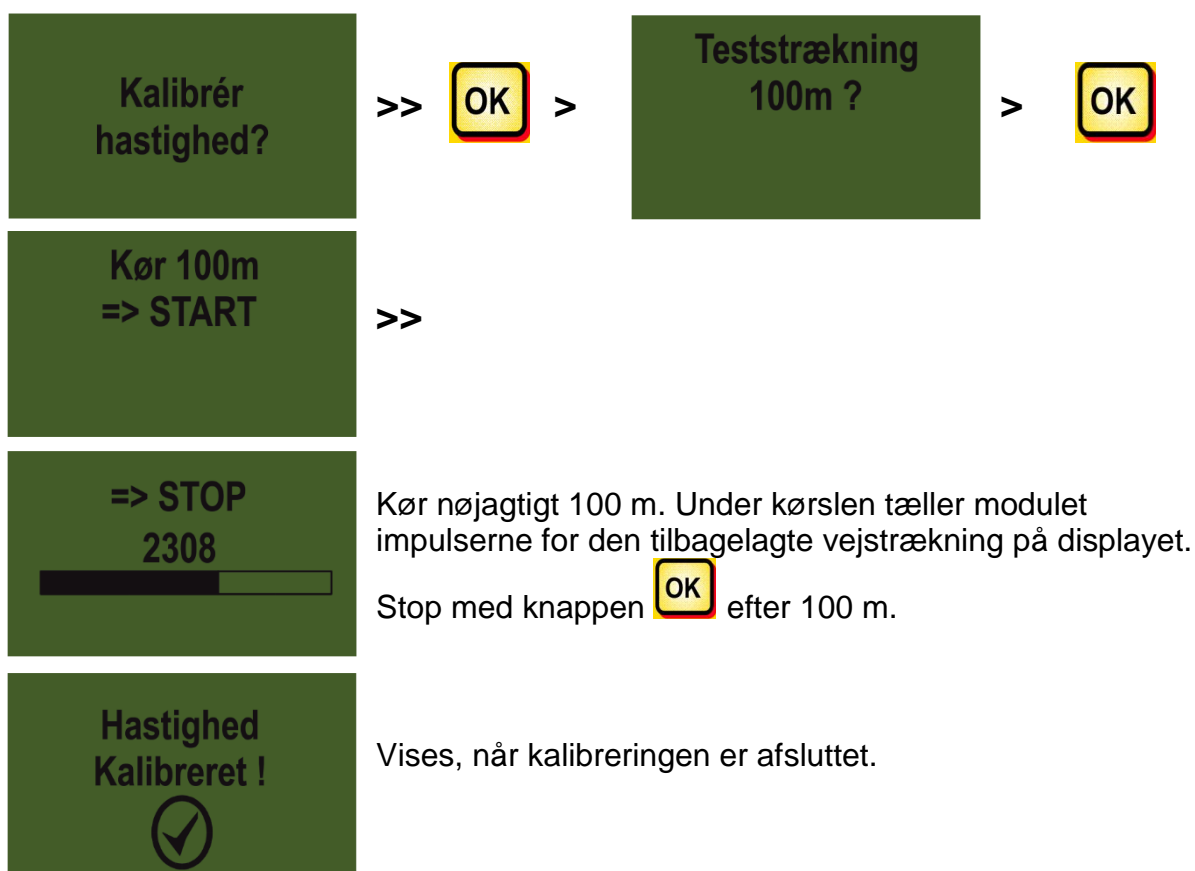 Kalibrér
hastighed?
>> OK >
Teststrækning
100m ?
> OK
Kør 100m
=> START
>>
=> STOP
2308
Kør nøjagtigt 100 m. Under kørslen tæller modulet
impulserne for den tilbagelagte vejstrækning på displayet.
Stop med knappen OK efter 100 m.
Hastighed
Kalibreret !
Vises, når kalibreringen er afsluttet.